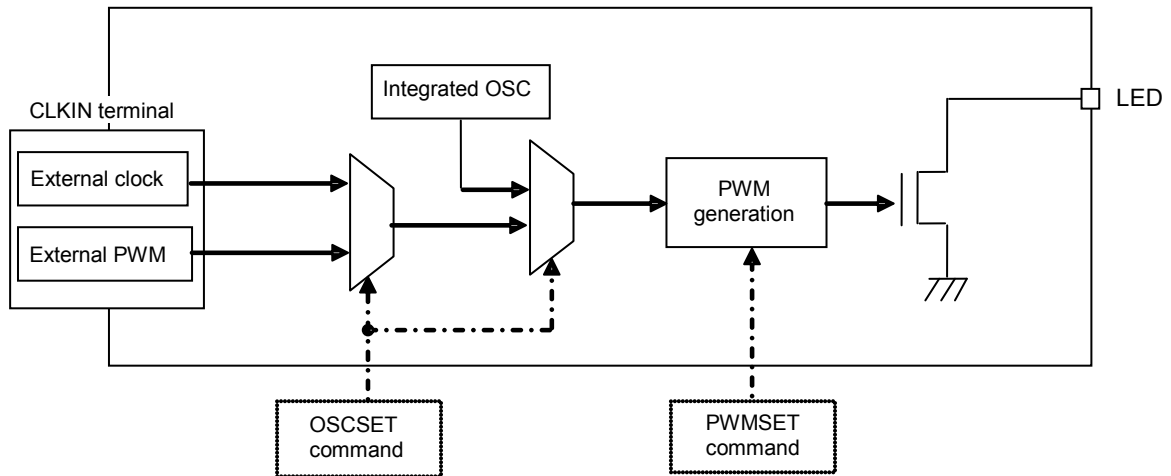 Integrated OSC
LED
CLKIN terminal
External clock
PWM
generation
External PWM
OSCSET
command
PWMSET
command